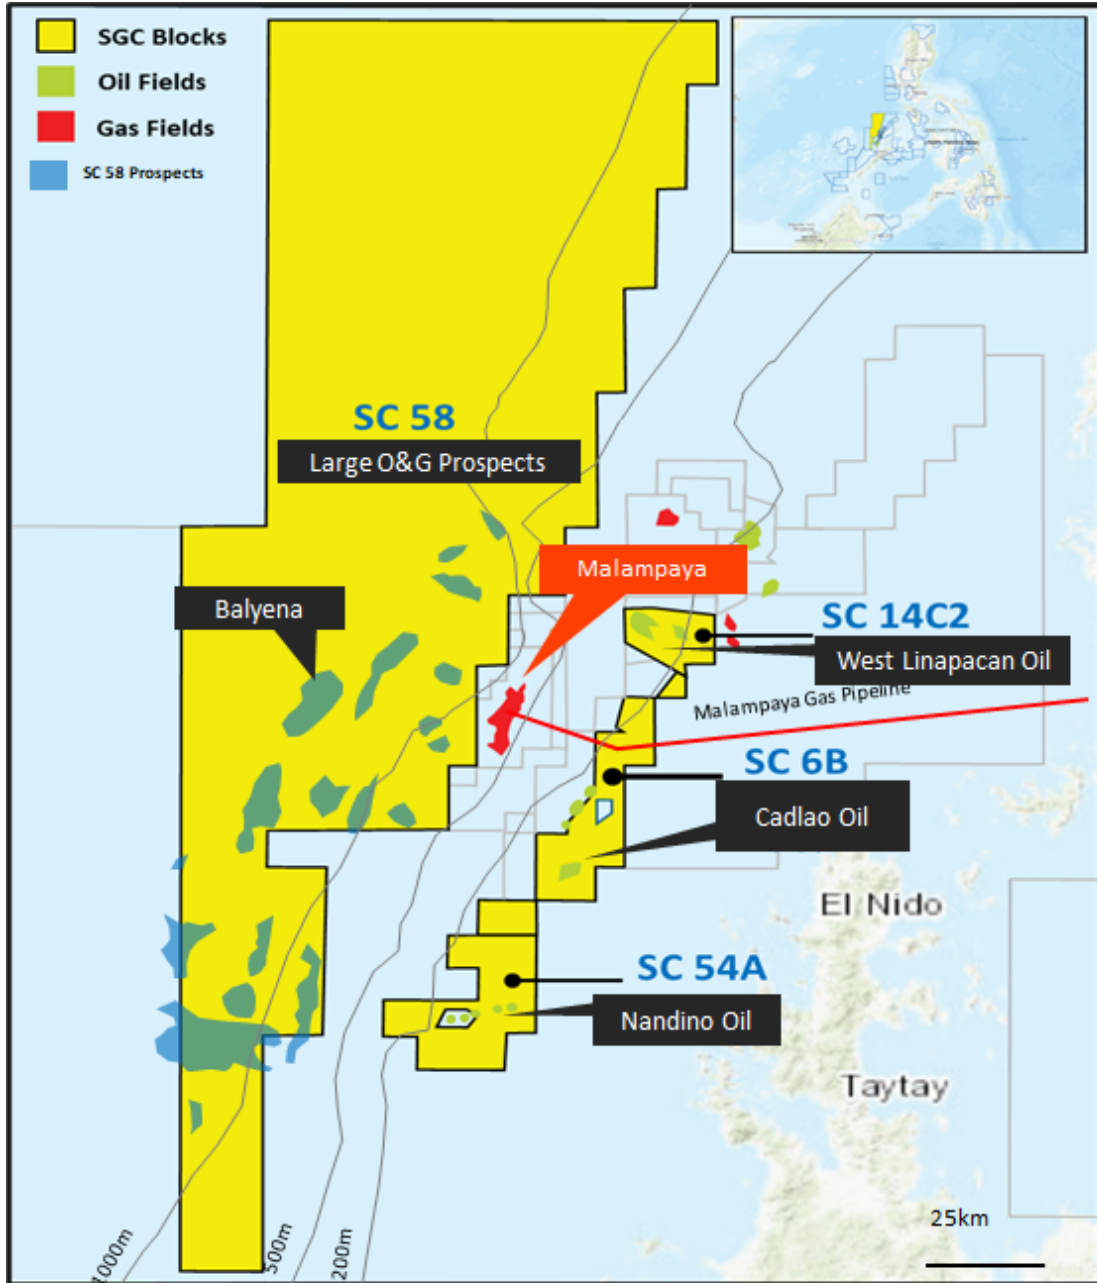 SGC Blocks
Oil Fields
Gas Fields
SC 58 Prospects
SC 58
Large O&G Prospects
Malampaya
Balyena
SC 14C2
West Linapacan Oil
Malampaya Gas Pipeline
SC 6B
Cadlao Oil
El Nido
SC 54A
Nandino Oil
Taytay
25km
1000m
500m
200m